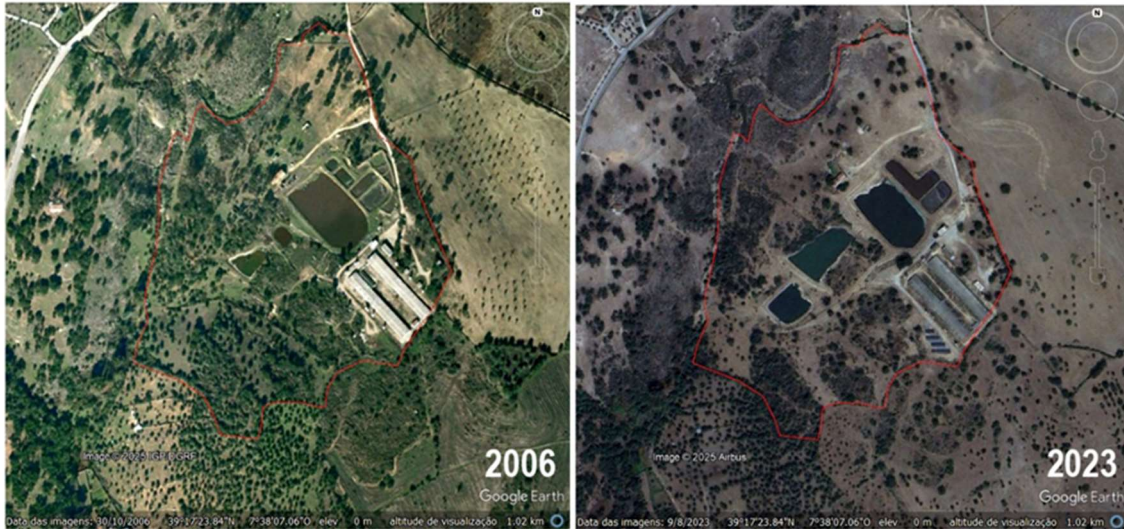 N
2006
Image © 2025 IGP/DGRF
Google Earth
Data das imagens: 30/10/2006 39°17'23.84"N 7°38'07.06"O elev 0 m altitude de visualização 1.02 km
N
2023
Image © 2025 Airbus
Google Earth
Data das imagens: 9/8/2023 39°17'23.84"N 7°38'07.06"O elev 0 m altitude de visualização 1.02 km